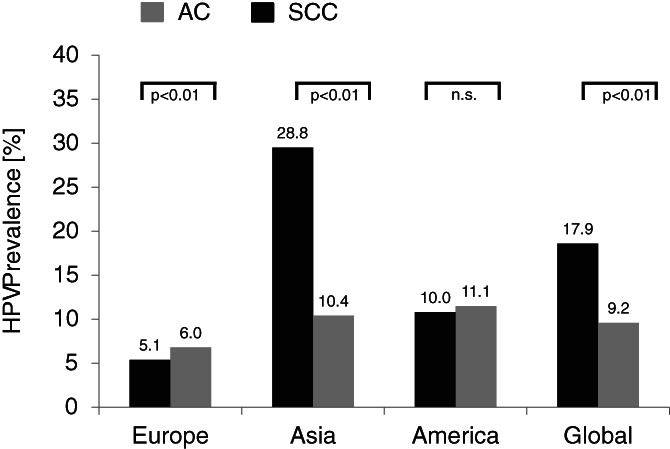 AC SCC
HPVPrevalence [%]
40
35
30
25
20
15
10
5
0
p<0.01 p<0.01 n.s. p<0.01
5.1 6.0 28.8 10.4 10.0 11.1 17.9 9.2
Europe Asia America Global